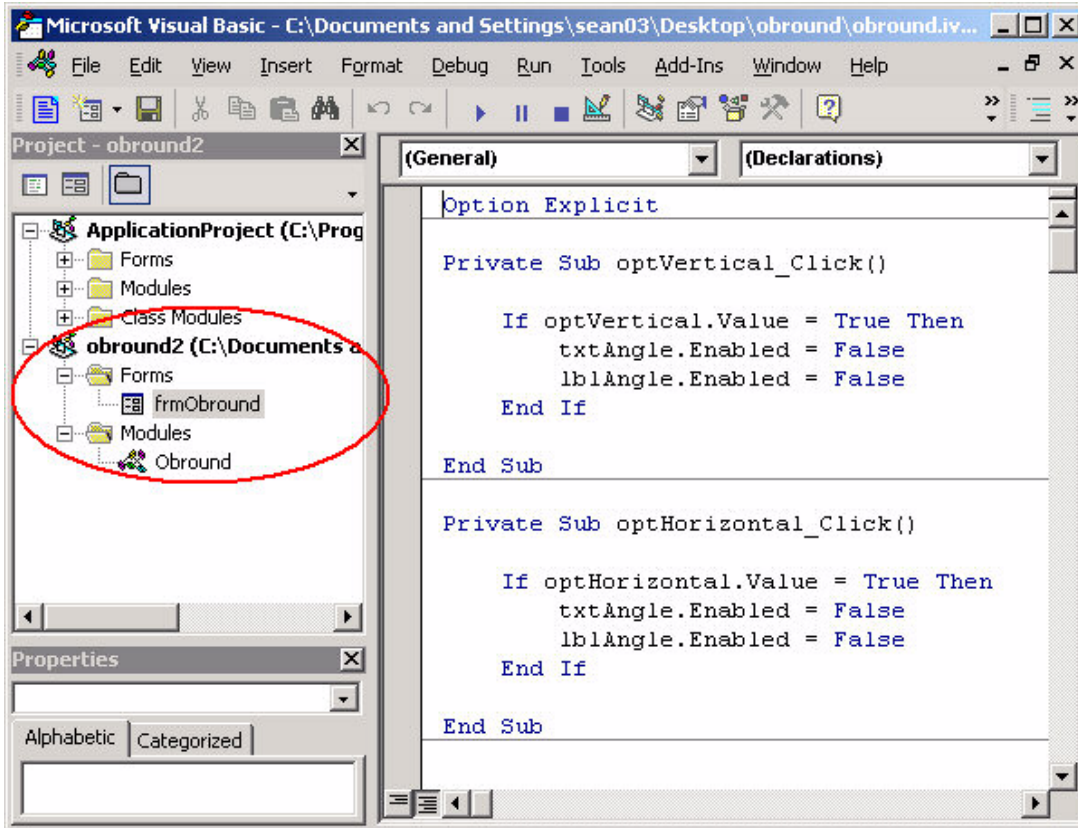 Microsoft Visual Basic - C:\Documents and Settings\sean03\Desktop\obround\obround.iv...
File Edit View Insert Format Debug Run Tools Add-Ins Window Help
Project - obround2
ApplicationProject (C:\Prog
Forms
Modules
Class Modules
obround2 (C:\Documents a
Forms
frmObround
Modules
Obround
Properties
Alphabetic Categorized
(General) (Declarations)
Option Explicit
Private Sub optVertical_Click()
If optVertical.Value = True Then
txtAngle.Enabled = False
lblAngle.Enabled = False
End If
End Sub
Private Sub optHorizontal_Click()
If optHorizontal.Value = True Then
txtAngle.Enabled = False
lblAngle.Enabled = False
End If
End Sub